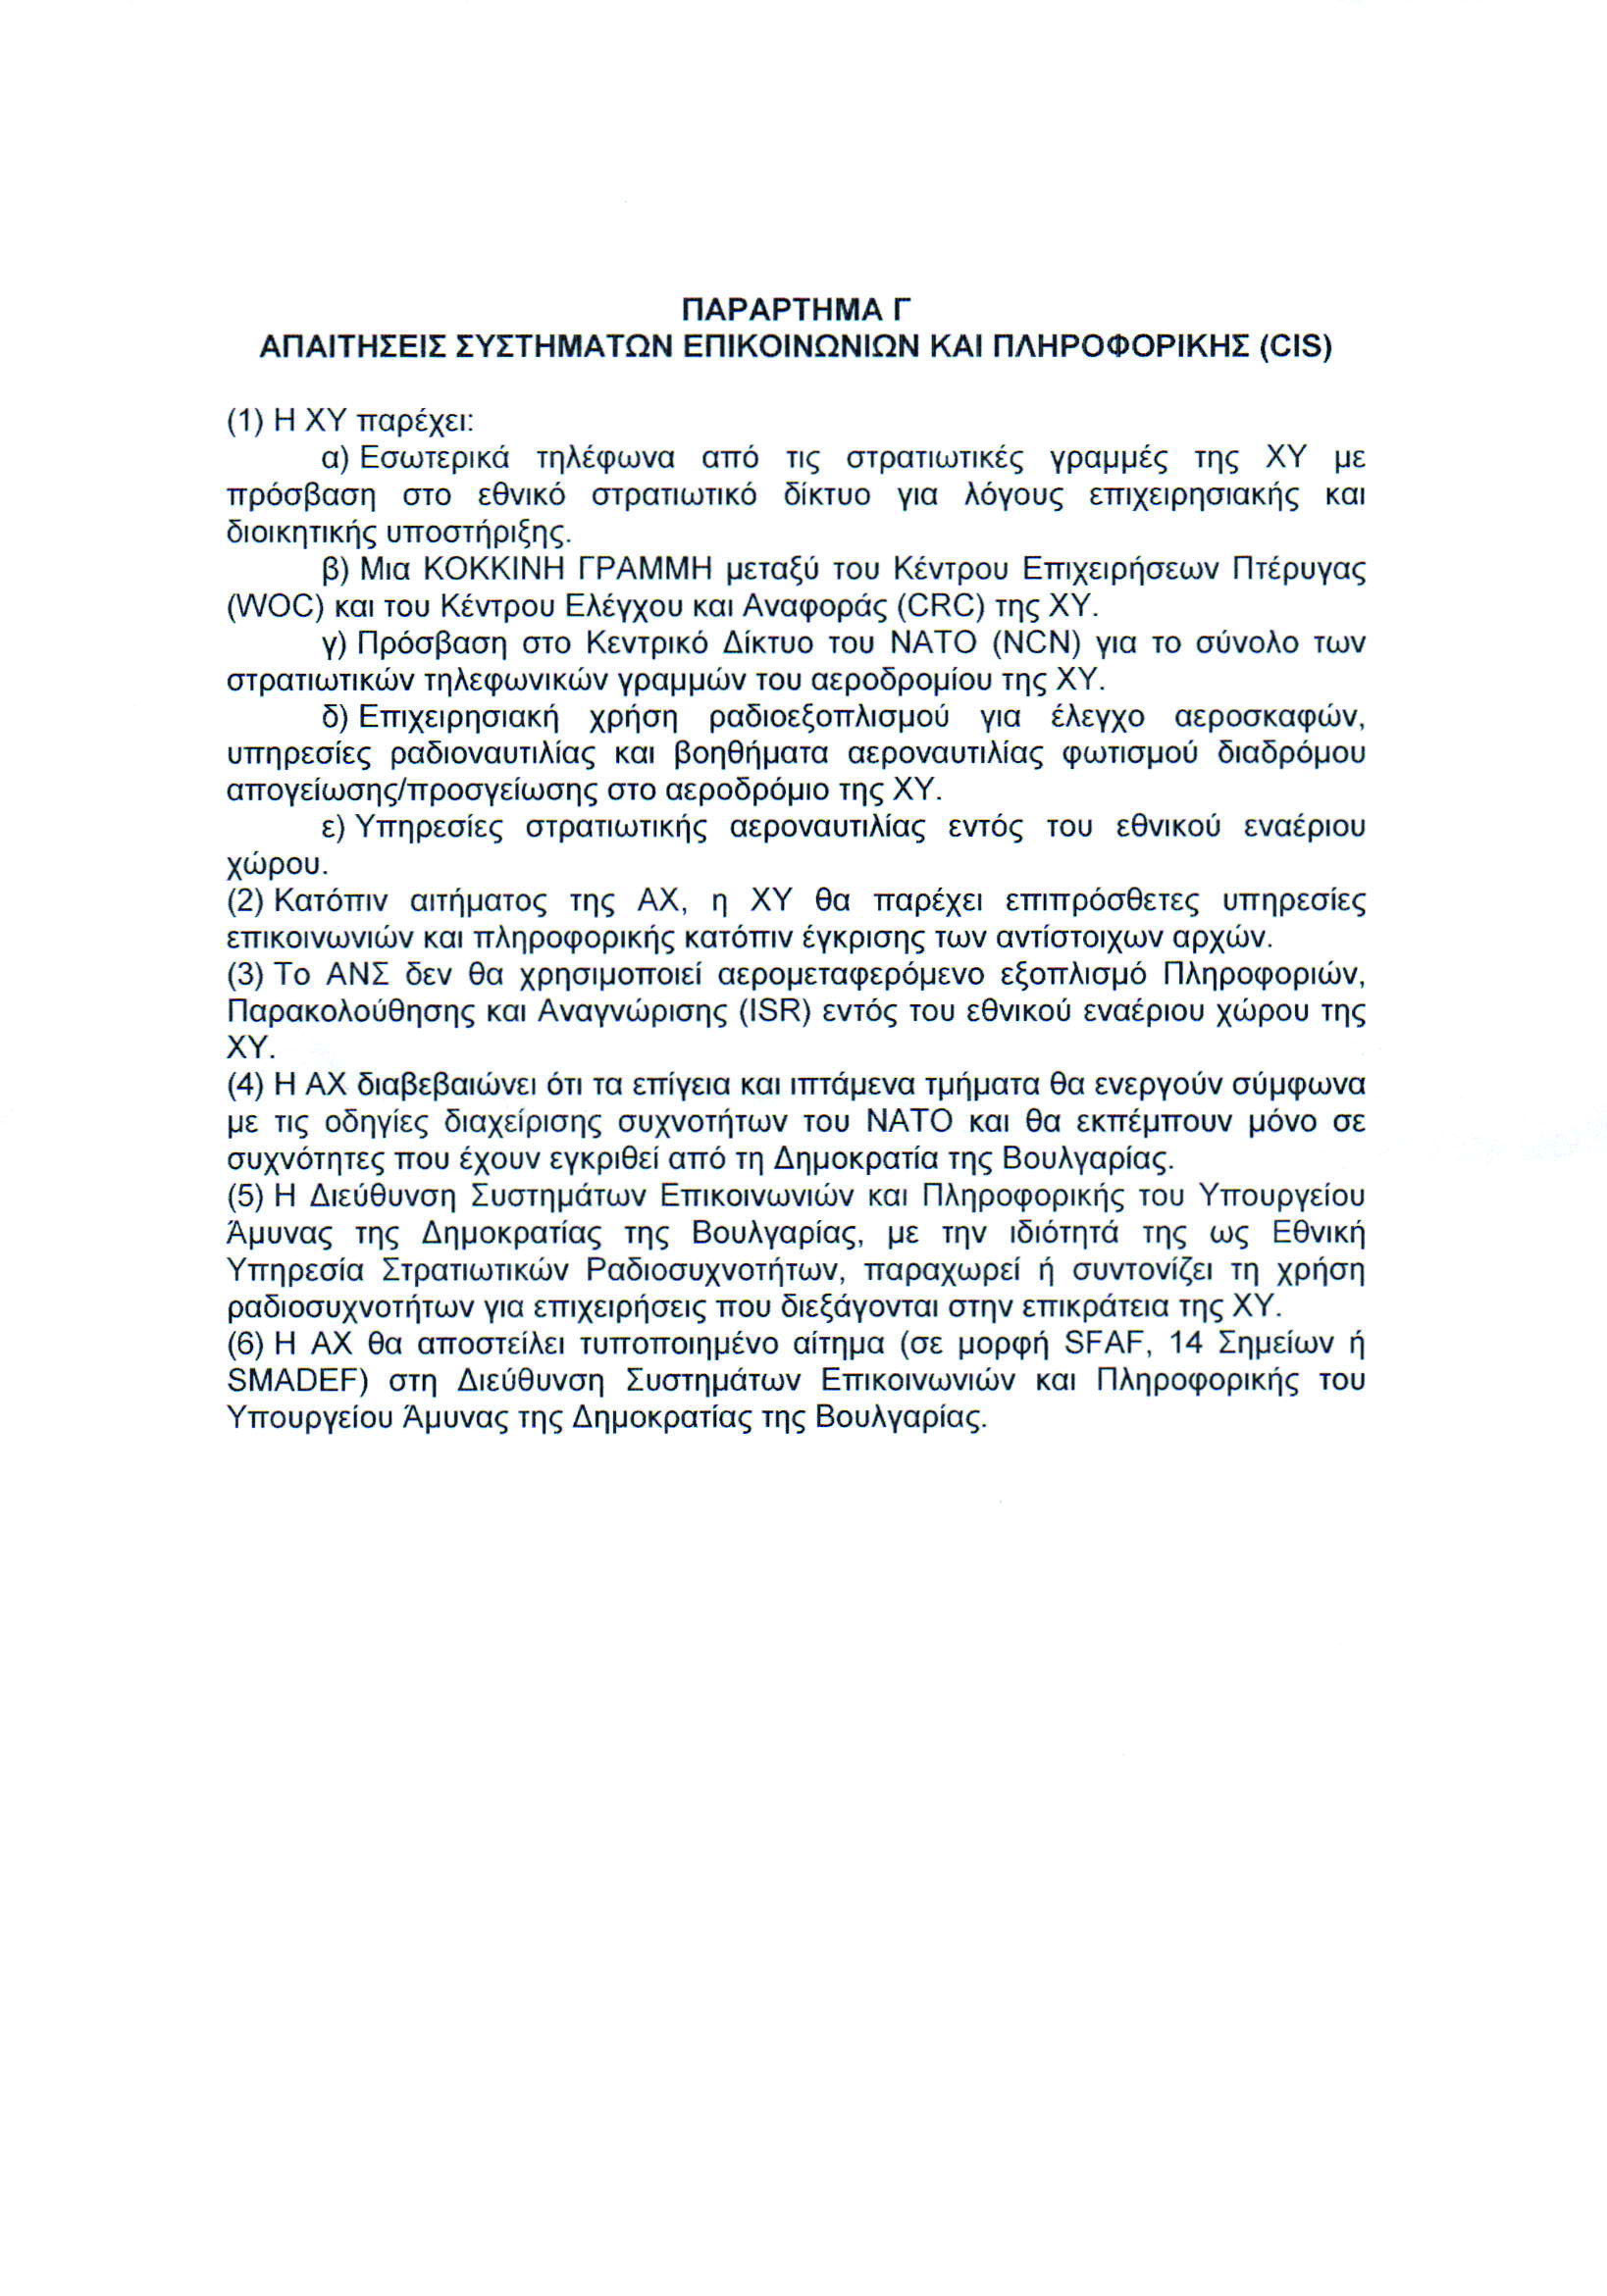 ΠΑΡΑΡΤΗΜΑ Γ
ΑΠΑΙΤΗΣΕΙΣ ΣΥΣΤΗΜΑΤΩΝ ΕΠΙΚΟΙΝΩΝΙΩΝ ΚΑΙ ΠΛΗΡΟΦΟΡΙΚΗΣ (CIS)
(1) Η ΧΥ παρέχει:
α) Εσωτερικά τηλέφωνα από τις στρατιωτικές γραμμές της ΧΥ με
πρόσβαση στο εθνικό στρατιωτικό δίκτυο για λόγους επιχειρησιακής και
διοικητικής υποστήριξης.
β) Μια ΚΟΚΚΙΝΗ ΓΡΑΜΜΗ μεταξύ του Κέντρου Επιχειρήσεων Πτέρυγας
(WOC) και του Κέντρου Ελέγχου και Αναφοράς (CRC) της ΧΥ.
γ) Πρόσβαση στο Κεντρικό Δίκτυο του ΝΑΤΟ (NCN) για το σύνολο των
στρατιωτικών τηλεφωνικών γραμμών του αεροδρομίου της ΧΥ.
δ) Επιχειρησιακή χρήση ραδιοεξοπλισμού για έλεγχο αεροσκαφών,
υπηρεσίες ραδιοναυτιλίας και βοηθήματα αεροναυτιλίας φωτισμού διαδρόμου
απογείωσης/προσγείωσης στο αεροδρόμιο της ΧΥ.
ε) Υπηρεσίες στρατιωτικής αεροναυτιλίας εντός του εθνικού εναέριου
χώρου.
(2) Κατόπιν αιτήματος της ΑΧ, η ΧΥ θα παρέχει επιπρόσθετες υπηρεσίες
επικοινωνιών και πληροφορικής κατόπιν έγκρισης των αντίστοιχων αρχών.
(3) Το ΑΝΣ δεν θα χρησιμοποιεί αερομεταφερόμενο εξοπλισμό Πληροφοριών,
Παρακολούθησης και Αναγνώρισης (ISR) εντός του εθνικού εναέριου χώρου της
ΧΥ.
(4) Η ΑΧ διαβεβαιώνει ότι τα επίγεια και ιπτάμενα τμήματα θα ενεργούν σύμφωνα
με τις οδηγίες διαχείρισης συχνοτήτων του ΝΑΤΟ και θα εκπέμπουν μόνο σε
συχνότητες που έχουν εγκριθεί από τη Δημοκρατία της Βουλγαρίας.
(5) Η Διεύθυνση Συστημάτων Επικοινωνιών και Πληροφορικής του Υπουργείου
Άμυνας της Δημοκρατίας της Βουλγαρίας, με την ιδιότητά της ως Εθνική
Υπηρεσία Στρατιωτικών Ραδιοσυχνοτήτων, παραχωρεί ή συντονίζει τη χρήση
ραδιοσυχνοτήτων για επιχειρήσεις που διεξάγονται στην επικράτεια της ΧΥ.
(6) Η ΑΧ θα αποστείλει τυποποιημένο αίτημα (σε μορφή SFAF, 14 Σημείων ή
SMADEF) στη Διεύθυνση Συστημάτων Επικοινωνιών και Πληροφορικής του
Υπουργείου Άμυνας της Δημοκρατίας της Βουλγαρίας.